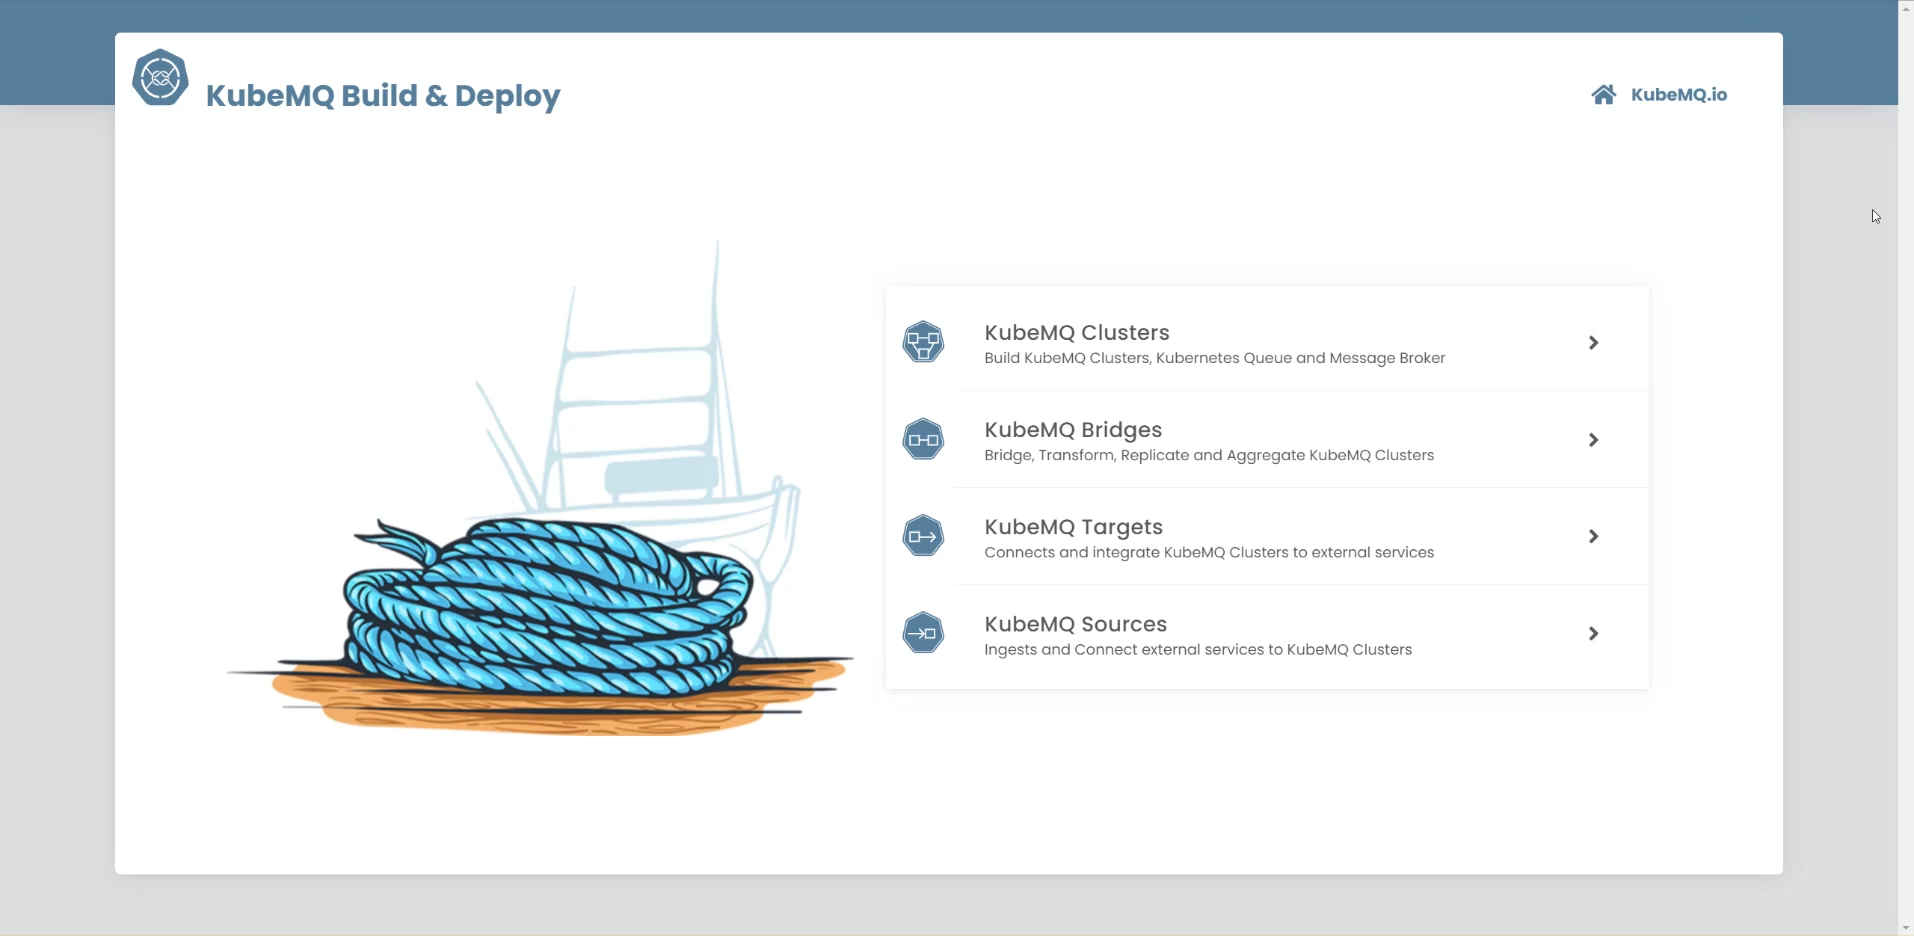 KubeMQ Build & Deploy
KubeMQ.io
KubeMQ Clusters
Build KubeMQ Clusters, Kubernetes Queue and Message Broker
KubeMQ Bridges
Bridge, Transform, Replicate and Aggregate KubeMQ Clusters
KubeMQ Targets
Connects and integrate KubeMQ Clusters to external services
KubeMQ Sources
Ingests and Connect external services to KubeMQ Clusters